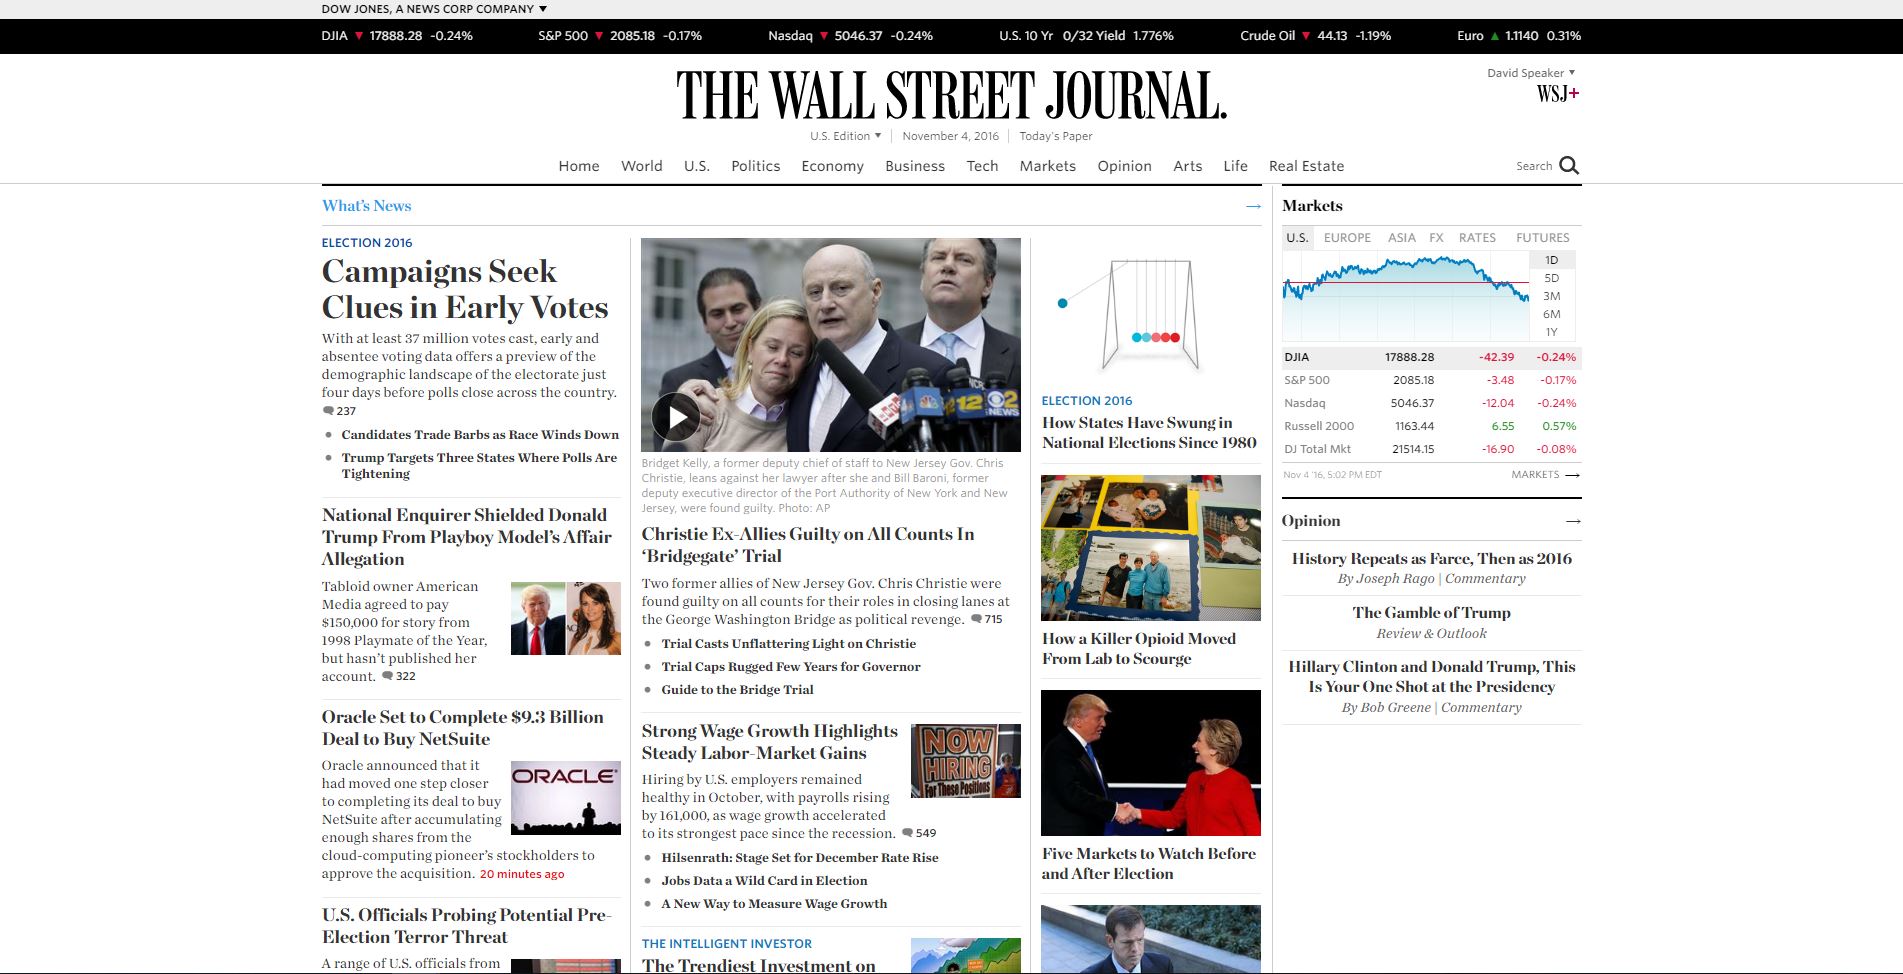 DOW JONES, A NEWS CORP COMPANY ▼
DJIA ▼ 17888.28 -0.24%
S&P 500 ▼ 2085.18 -0.17%
Nasdaq ▼ 5046.37 -0.24%
U.S. 10 Yr 0/32 Yield 1.776%
Crude Oil ▼ 44.13 -1.19%
Euro ▲ 1.1140 0.31%
THE WALL STREET JOURNAL.
David Speaker ▼
WSJ+
U.S. Edition ▼ | November 4, 2016 | Today's Paper
Home World U.S. Politics Economy Business Tech Markets Opinion Arts Life Real Estate
Search
What's News →
ELECTION 2016
Campaigns Seek
Clues in Early Votes
With at least 37 million votes cast, early and
absentee voting data offers a preview of the
demographic landscape of the electorate just
four days before polls close across the country.
237
• Candidates Trade Barbs as Race Winds Down
• Trump Targets Three States Where Polls Are
Tightening
National Enquirer Shielded Donald
Trump From Playboy Model's Affair
Allegation
Tabloid owner American
Media agreed to pay
$150,000 for story from
1998 Playmate of the Year,
but hasn't published her
account. 322
Oracle Set to Complete $9.3 Billion
Deal to Buy NetSuite
Oracle announced that it
had moved one step closer
to completing its deal to buy
NetSuite after accumulating
enough shares from the
cloud-computing pioneer's stockholders to
approve the acquisition. 20 minutes ago
ORACLE
U.S. Officials Probing Potential Pre-
Election Terror Threat
A range of U.S. officials from
12
2
NEWS
Bridget Kelly, a former deputy chief of staff to New Jersey Gov. Chris
Christie, leans against her lawyer after she and Bill Baroni, former
deputy executive director of the Port Authority of New York and New
Jersey, were found guilty. Photo: AP
Christie Ex-Allies Guilty on All Counts In
'Bridgegate' Trial
Two former allies of New Jersey Gov. Chris Christie were
found guilty on all counts for their roles in closing lanes at
the George Washington Bridge as political revenge. 715
• Trial Casts Unflattering Light on Christie
• Trial Caps Rugged Few Years for Governor
• Guide to the Bridge Trial
Strong Wage Growth Highlights
Steady Labor-Market Gains
Hiring by U.S. employers remained
healthy in October, with payrolls rising
by 161,000, as wage growth accelerated
to its strongest pace since the recession. 549
NOW
HIRING
For These Positions
• Hilsenrath: Stage Set for December Rate Rise
• Jobs Data a Wild Card in Election
• A New Way to Measure Wage Growth
THE INTELLIGENT INVESTOR
The Trendiest Investment on
ELECTION 2016
How States Have Swung in
National Elections Since 1980
How a Killer Opioid Moved
From Lab to Scourge
Five Markets to Watch Before
and After Election
Markets
U.S. EUROPE ASIA FX RATES FUTURES
1D
5D
3M
6M
1Y
DJIA 17888.28 -42.39 -0.24%
S&P 500 2085.18 -3.48 -0.17%
Nasdaq 5046.37 -12.04 -0.24%
Russell 2000 1163.44 6.55 0.57%
DJ Total Mkt 21514.15 -16.90 -0.08%
Nov 4 '16, 5:02 PM EDT MARKETS →
Opinion →
History Repeats as Farce, Then as 2016
By Joseph Rago | Commentary
The Gamble of Trump
Review & Outlook
Hillary Clinton and Donald Trump, This
Is Your One Shot at the Presidency
By Bob Greene | Commentary